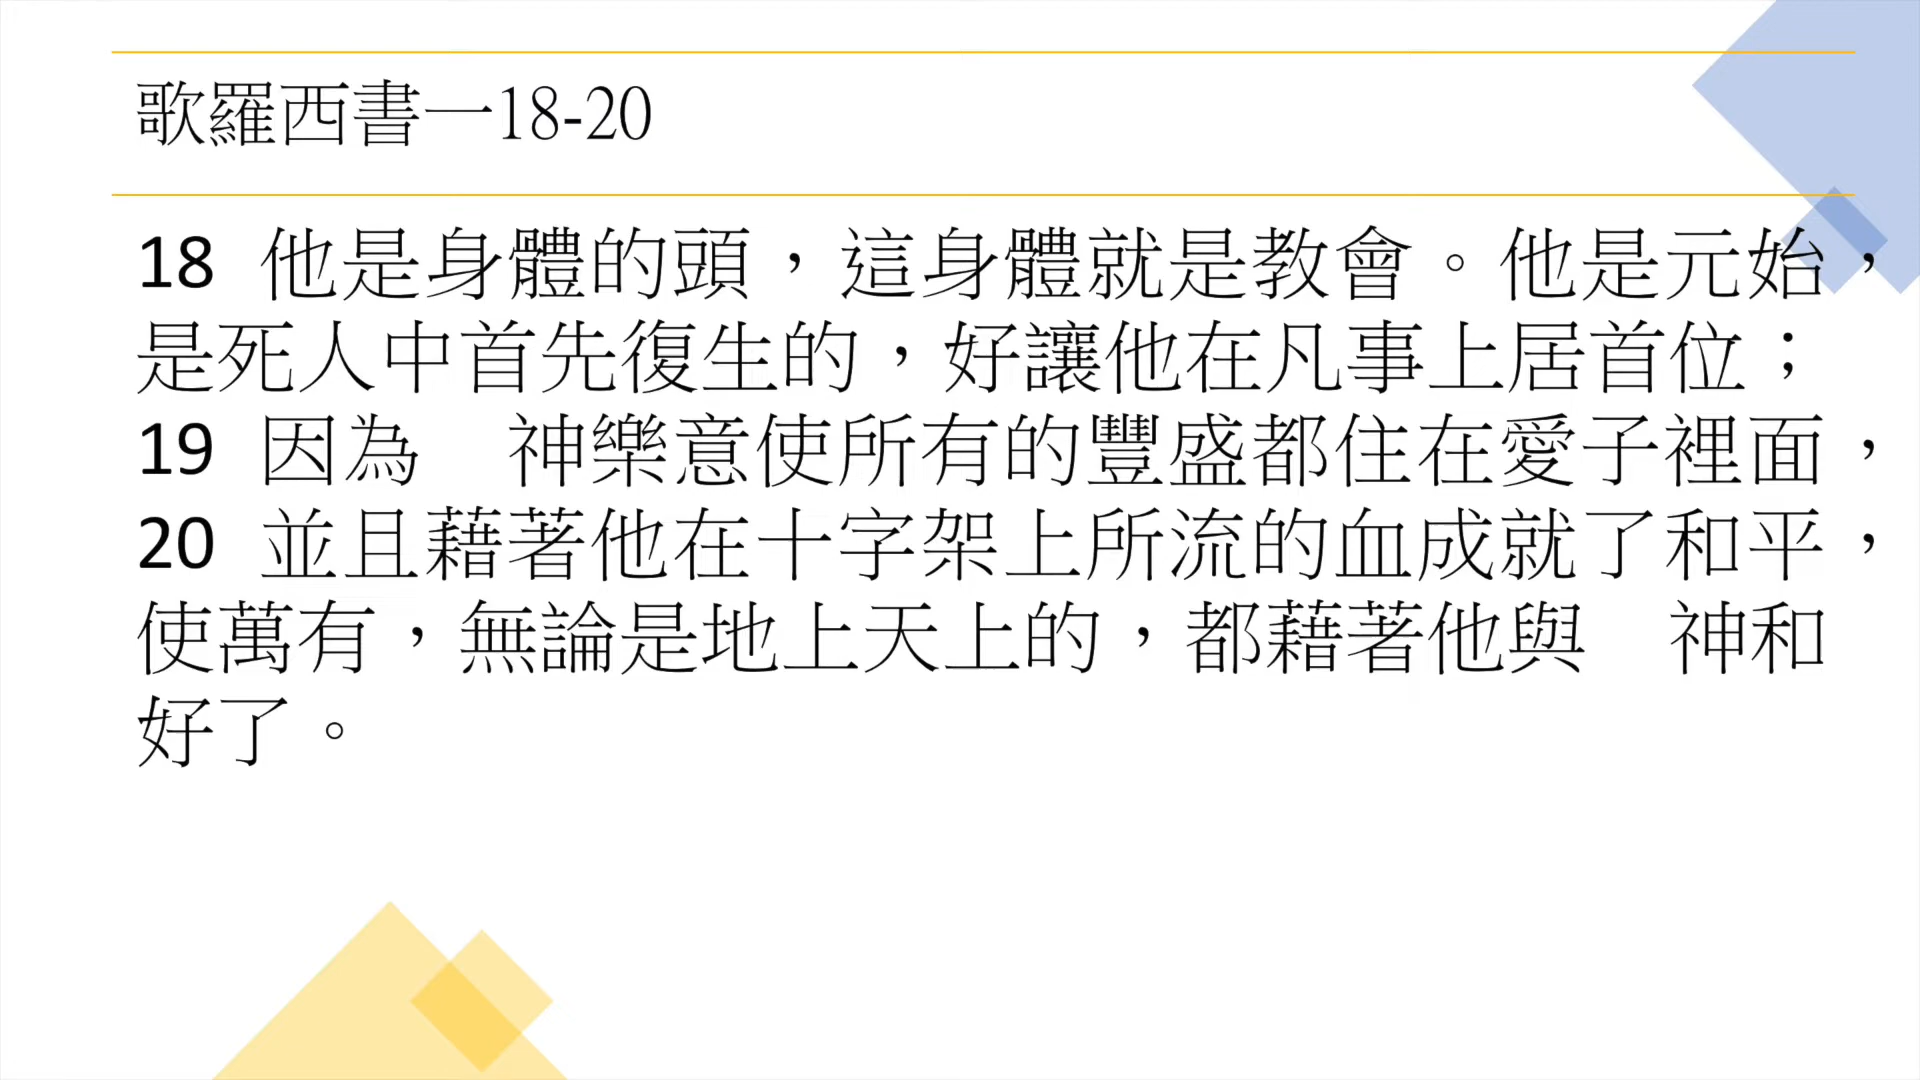 歌羅西書一18-20
18 他是身體的頭，這身體就是教會。他是元始，
是死人中首先復生的，好讓他在凡事上居首位；
19 因為　神樂意使所有的豐盛都住在愛子裡面，
20 並且藉著他在十字架上所流的血成就了和平，
使萬有，無論是地上天上的，都藉著他與　神和
好了。